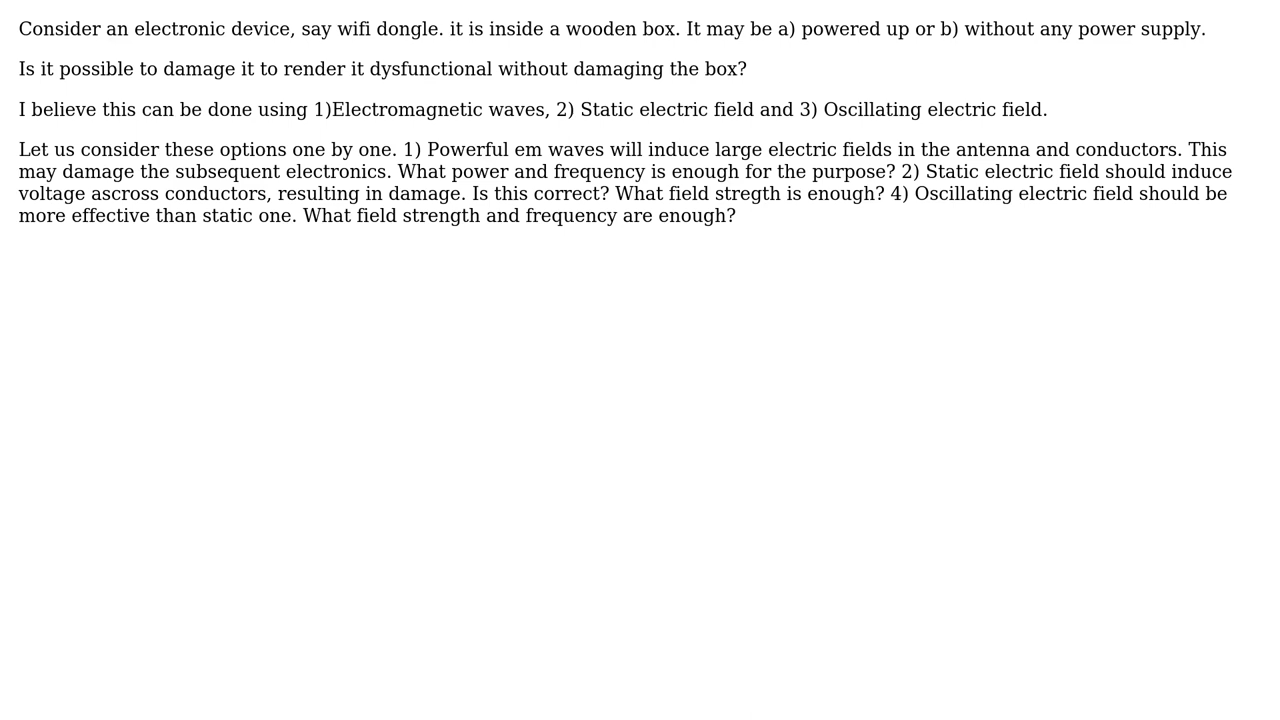 Consider an electronic device, say wifi dongle. it is inside a wooden box. It may be a) powered up or b) without any power supply.
Is it possible to damage it to render it dysfunctional without damaging the box?
I believe this can be done using 1)Electromagnetic waves, 2) Static electric field and 3) Oscillating electric field.
Let us consider these options one by one. 1) Powerful em waves will induce large electric fields in the antenna and conductors. This
may damage the subsequent electronics. What power and frequency is enough for the purpose? 2) Static electric field should induce
voltage ascross conductors, resulting in damage. Is this correct? What field stregth is enough? 4) Oscillating electric field should be
more effective than static one. What field strength and frequency are enough?